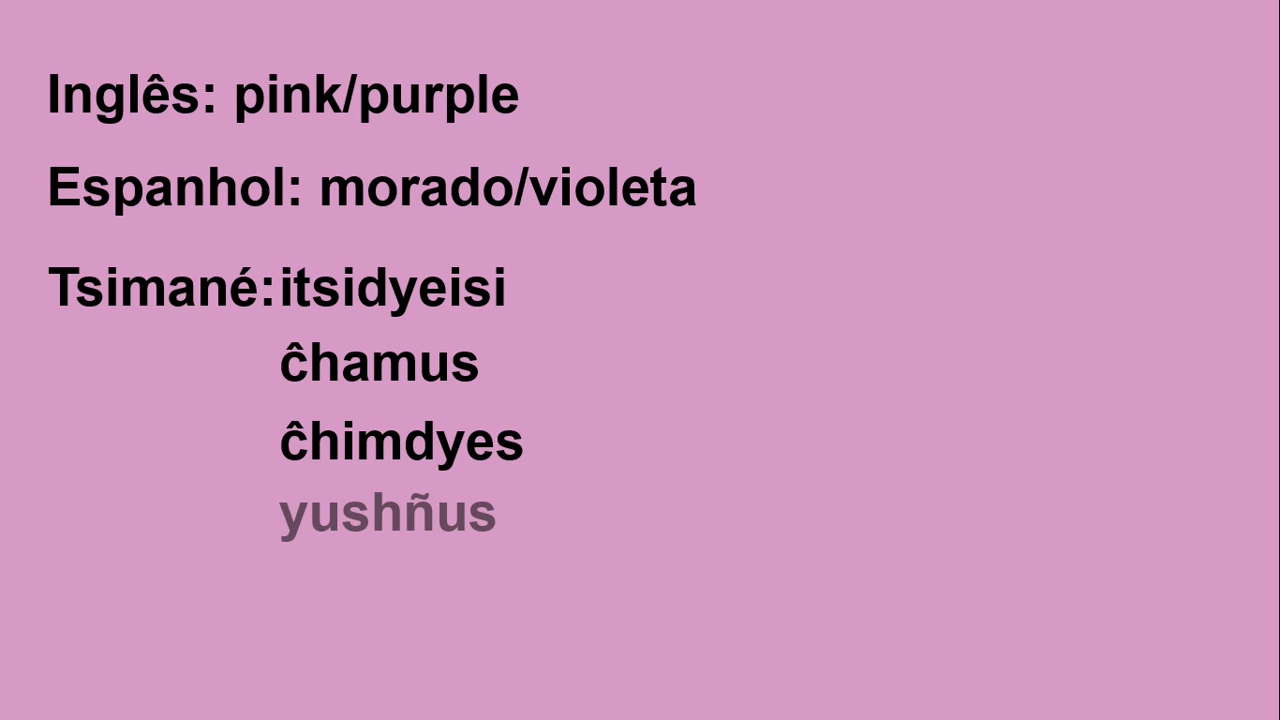 Inglês: pink/purple
Espanhol: morado/violeta
Tsimané:itsidyeisi
ĉhamus
ĉhimdyes
yushñus